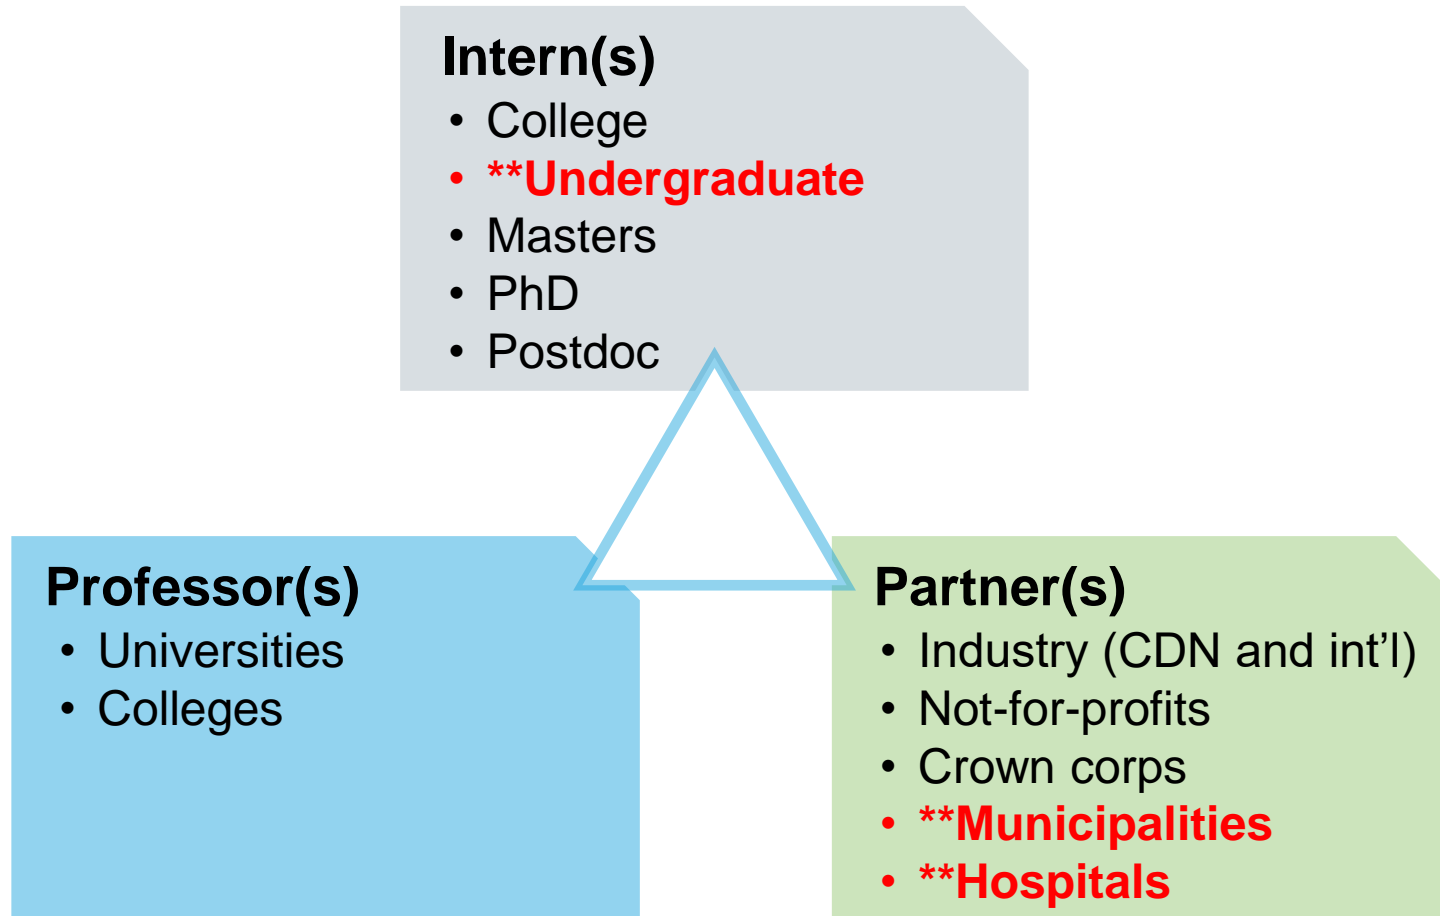 Intern(s)
• College
• **Undergraduate
• Masters
• PhD
• Postdoc
Professor(s)
• Universities
• Colleges
Partner(s)
• Industry (CDN and int’l)
• Not-for-profits
• Crown corps
• **Municipalities
• **Hospitals